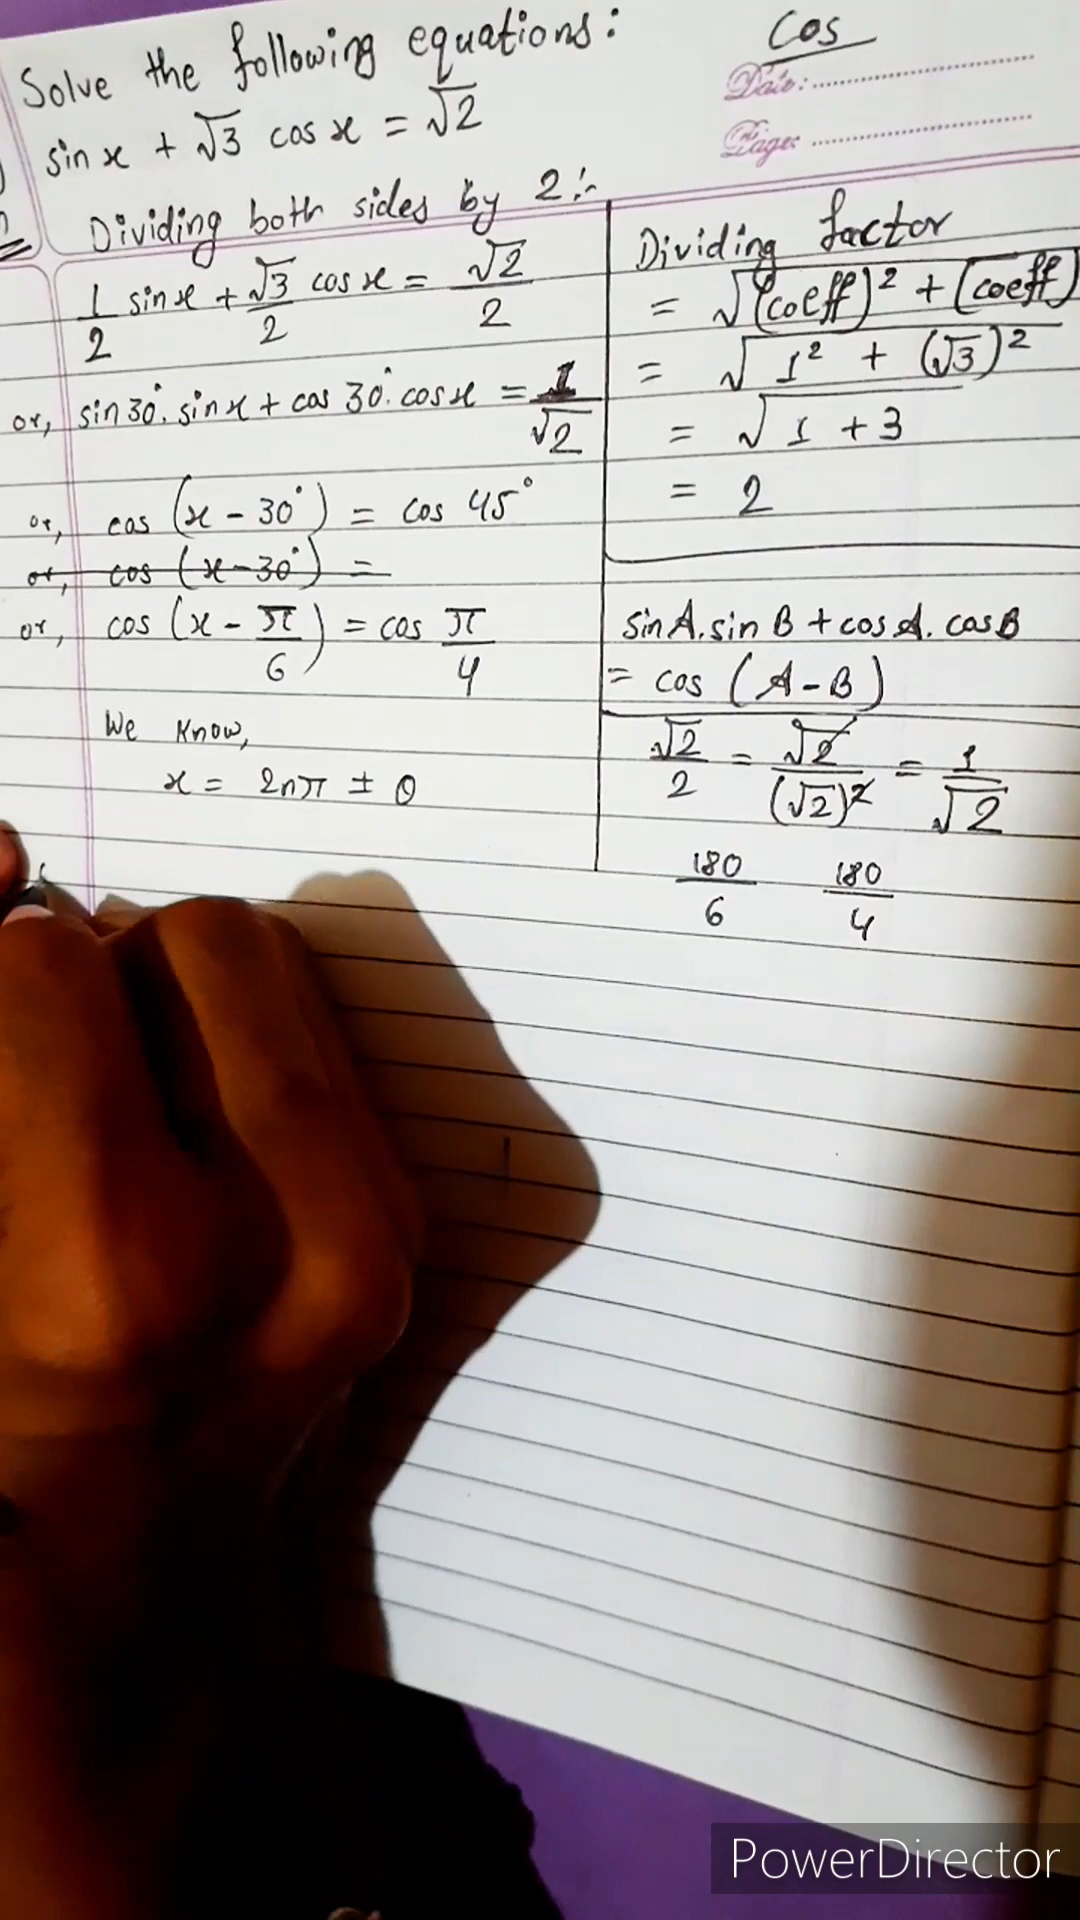 Solve the following equations:
sin x + √3 cos x = √2
Cos
Date:
Page:
Dividing both sides by 2:-
1/2 sin x + √3/2 cos x = √2/2
or, sin 30°. sin x + cos 30°. cos x = 1/√2
or, cos (x - 30°) = cos 45°
or, cos (x - 30°) =
or, cos (x - π/6) = cos π/4
We Know,
x = 2nπ ± θ
Dividing factor
= √(coeff)² + (coeff)
= √1² + (√3)²
= √1 + 3
= 2
sin A. sin B + cos A. cos B
= cos (A - B)
√2/2 = √2/(√2)² = 1/√2
180/6 180/4
PowerDirector